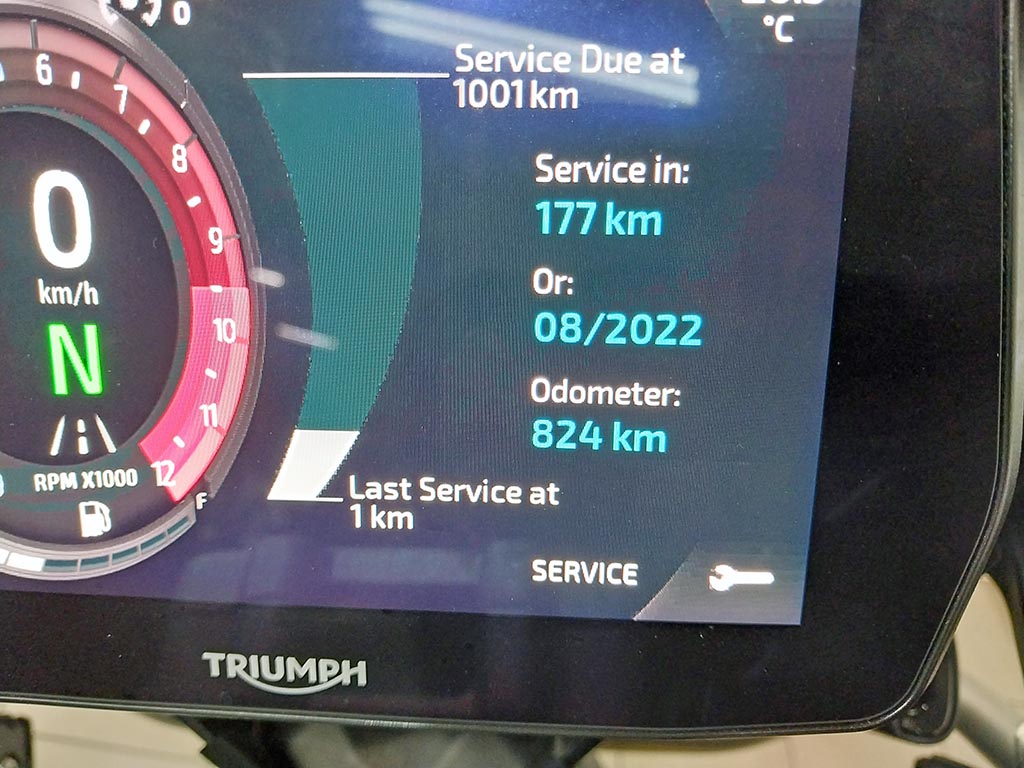 0
°C
Service Due at
1001 km
6
7
8
9
10
11
12
0
km/h
N
RPM X1000
F
Service in:
177 km
Or:
08/2022
Odometer:
824 km
Last Service at
1 km
SERVICE
TRIUMPH